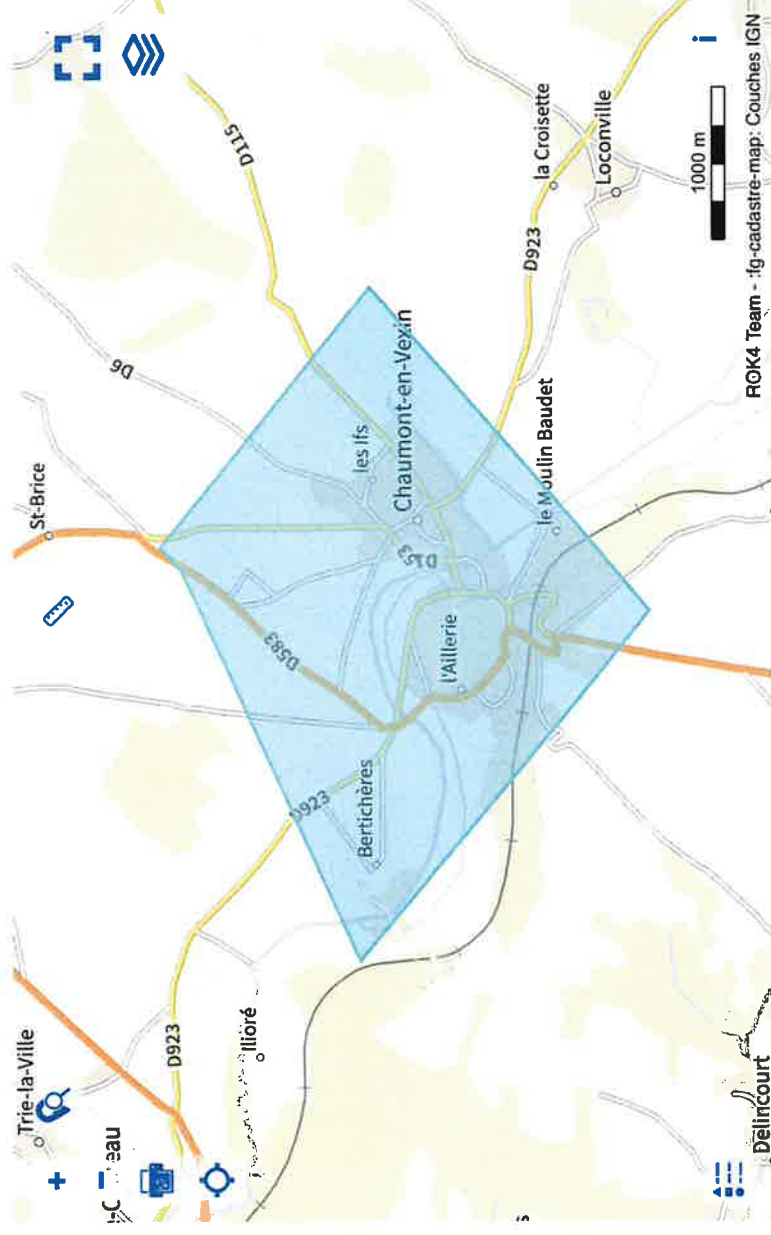 Trie-la-Ville
St-Brice
-C eau
D6
D923
D115
D583
D923
les Ifs
Bertichères
Chaumont-en-Vexin
D153
l'Aillerie
D923
la Croisette
le Moulin Baudet
Loconville
1000 m
ROK4 Team - :fg-cadastre-map: Couches IGN
Delincourt